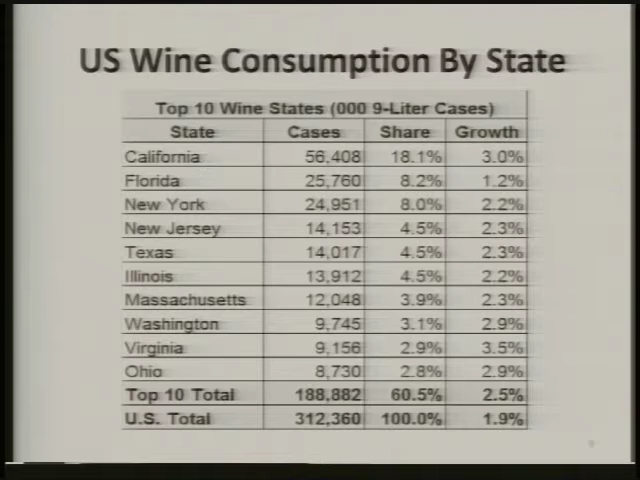 US Wine Consumption By State
Top 10 Wine States (000 9-Liter Cases)
State Cases Share Growth
California 56,408 18.1% 3.0%
Florida 25,760 8.2% 1.2%
New York 24,951 8.0% 2.2%
New Jersey 14,153 4.5% 2.3%
Texas 14,017 4.5% 2.3%
Illinois 13,912 4.5% 2.2%
Massachusetts 12,048 3.9% 2.3%
Washington 9,745 3.1% 2.9%
Virginia 9,156 2.9% 3.5%
Ohio 8,730 2.8% 2.9%
Top 10 Total 188,882 60.5% 2.5%
U.S. Total 312,360 100.0% 1.9%